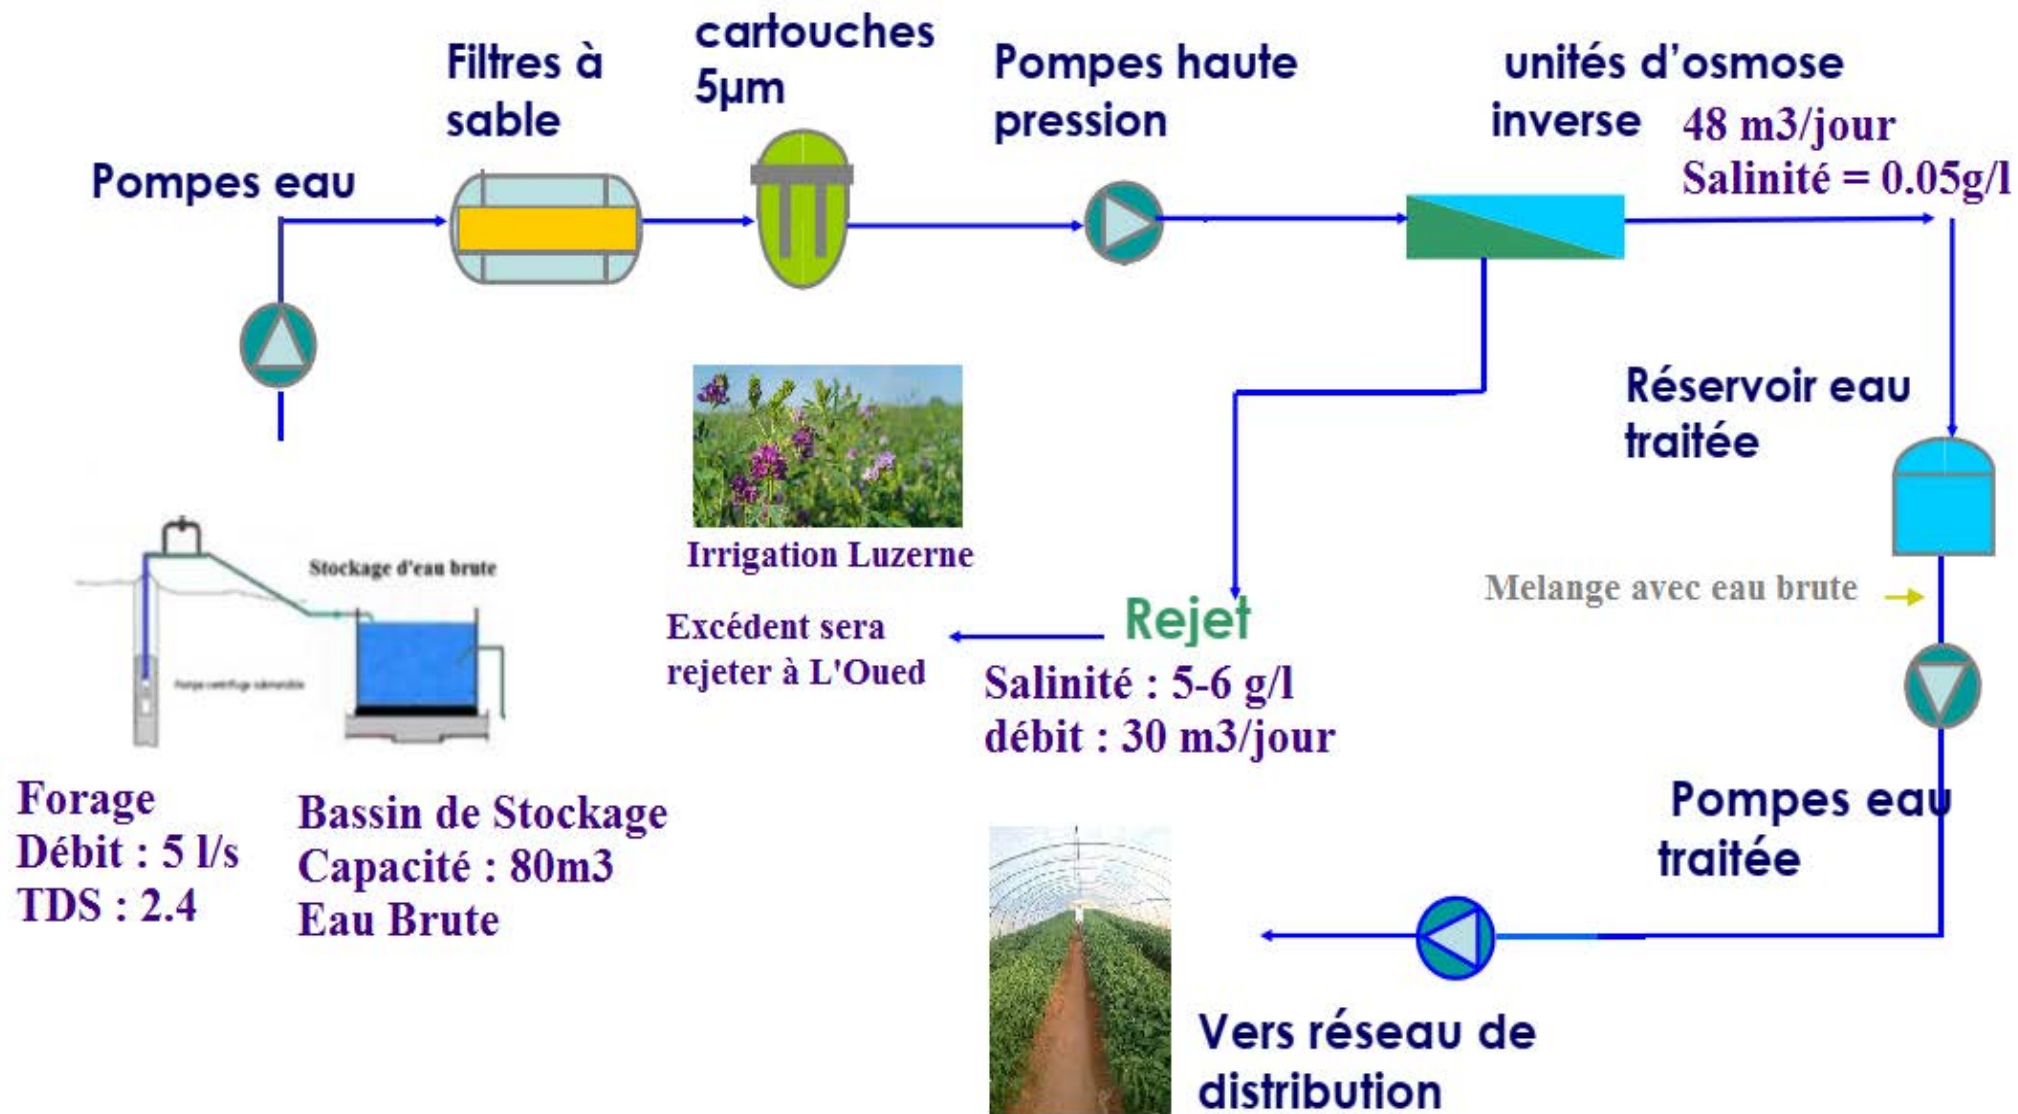 cartouches
5µm
Filtres à
sable
Pompes haute
pression
unités d'osmose
inverse
48 m3/jour
Salinité = 0.05g/l
Pompes eau
Réservoir eau
traitée
Stockage d'eau brute
Irrigation Luzerne
Melange avec eau brute
Excédent sera
rejeter à L'Oued
Rejet
Salinité : 5-6 g/l
débit : 30 m3/jour
Forage
Débit : 5 l/s
TDS : 2.4
Bassin de Stockage
Capacité : 80m3
Eau Brute
Pompes eau
traitée
Vers réseau de
distribution